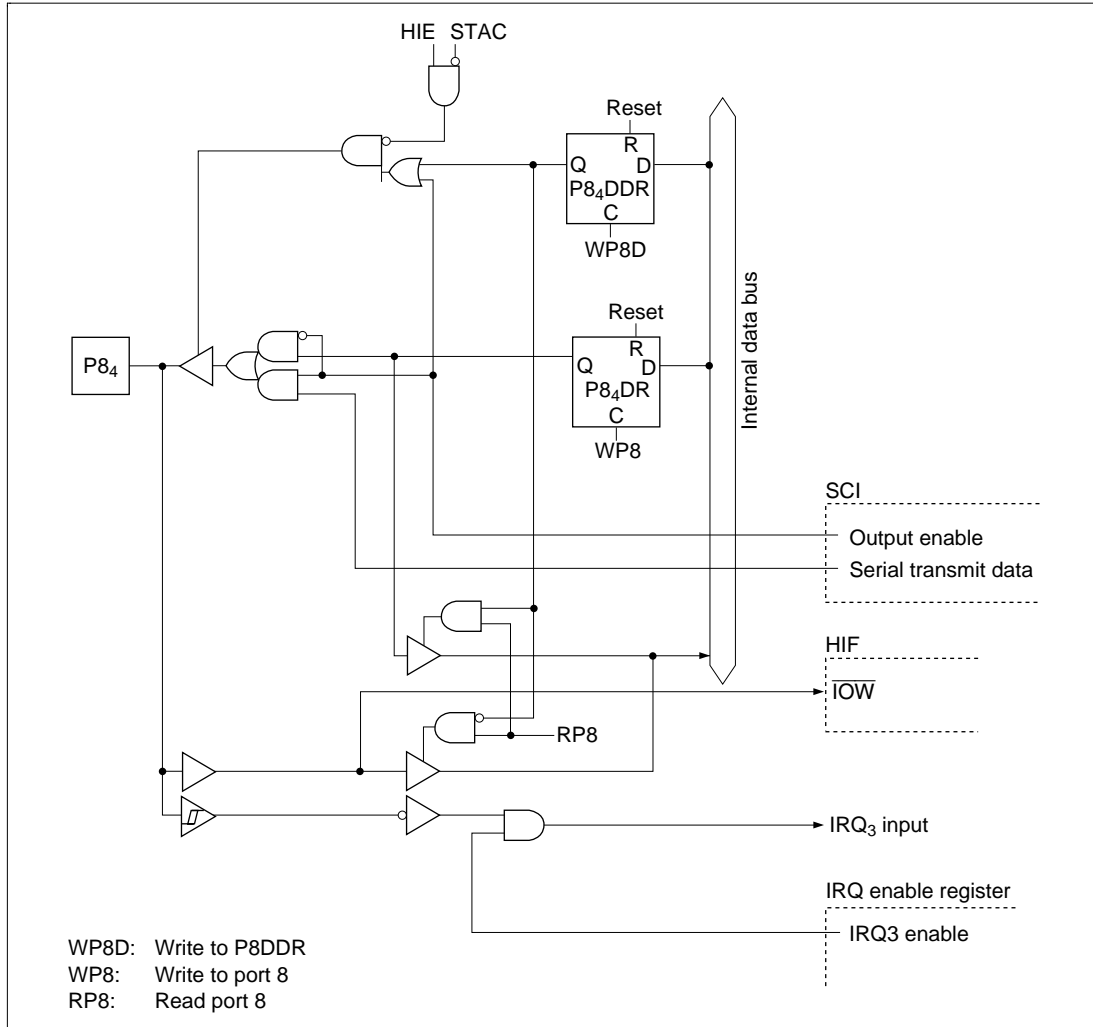 HIE STAC
Reset
R
Q D
P84DDR
C
WP8D
Reset
R
P84
Q D
P84DR
C
WP8
Internal data bus
SCI
Output enable
Serial transmit data
HIF
IOW
RP8
IRQ3 input
IRQ enable register
IRQ3 enable
WP8D: Write to P8DDR
WP8: Write to port 8
RP8: Read port 8